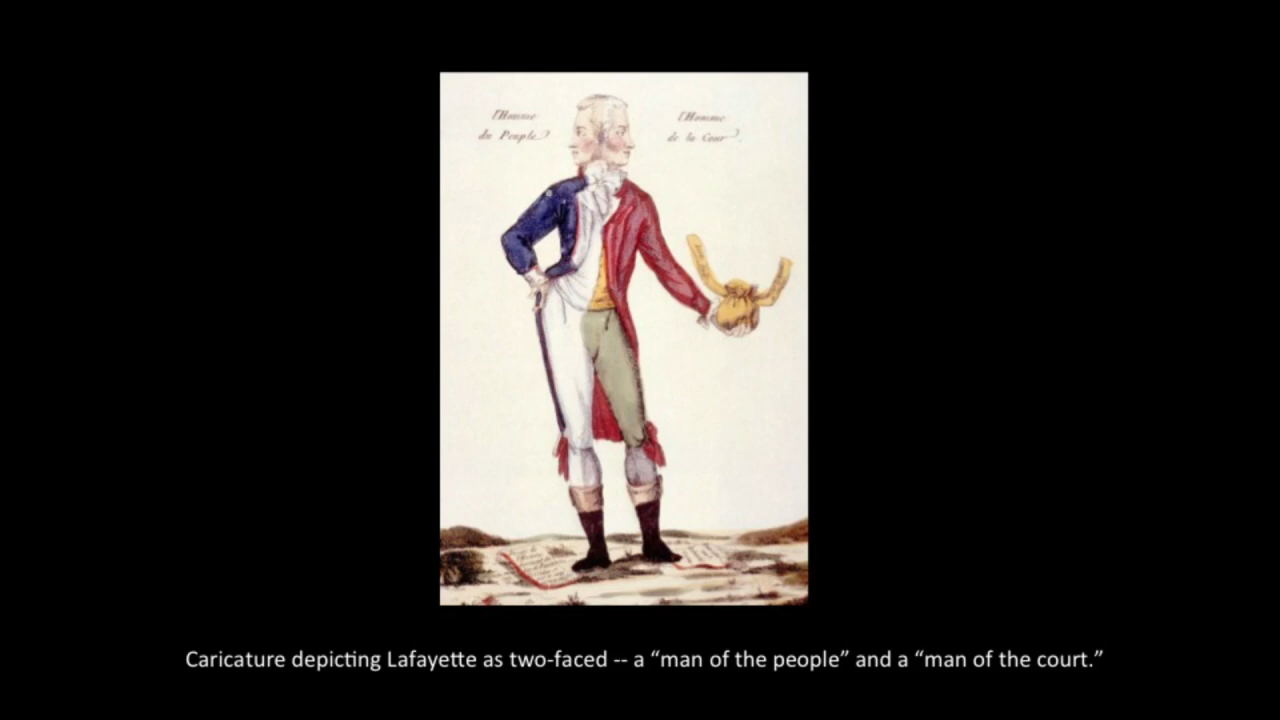 l'Homme
du Peuple
l'Homme
de la Cour
Caricature depicting Lafayette as two-faced -- a “man of the people” and a “man of the court.”